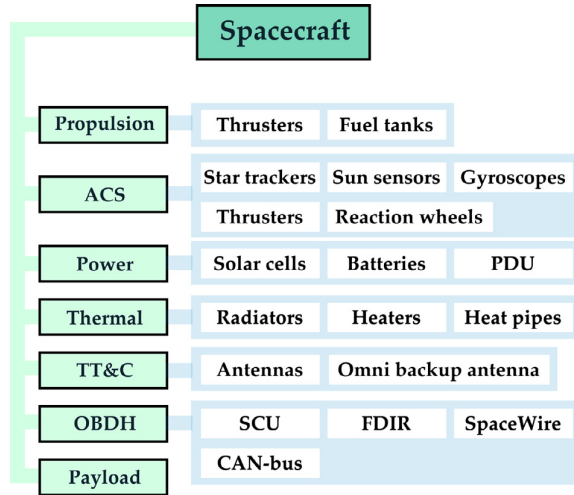 Spacecraft
Propulsion Thrusters Fuel tanks
Star trackers Sun sensors Gyroscopes
ACS
Thrusters Reaction wheels
Power Solar cells Batteries PDU
Thermal Radiators Heaters Heat pipes
TT&C Antennas Omni backup antenna
OBDH SCU FDIR SpaceWire
CAN-bus
Payload